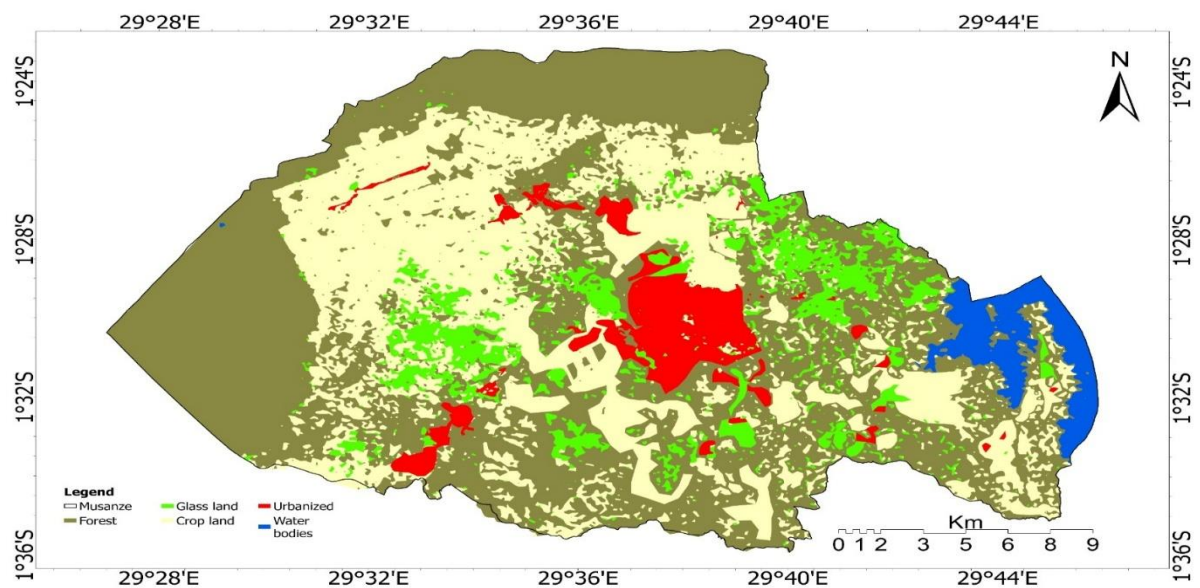 29°28'E 29°32'E 29°36'E 29°40'E 29°44'E
1°24'S 1°24'S
N
1°28'S 1°28'S
1°32'S 1°32'S
Legend
Musanze Glass land Urbanized
Forest Crop land Water
bodies
Km
0 1 2 3 5 6 8 9
1°36'S 1°36'S
29°28'E 29°32'E 29°36'E 29°40'E 29°44'E